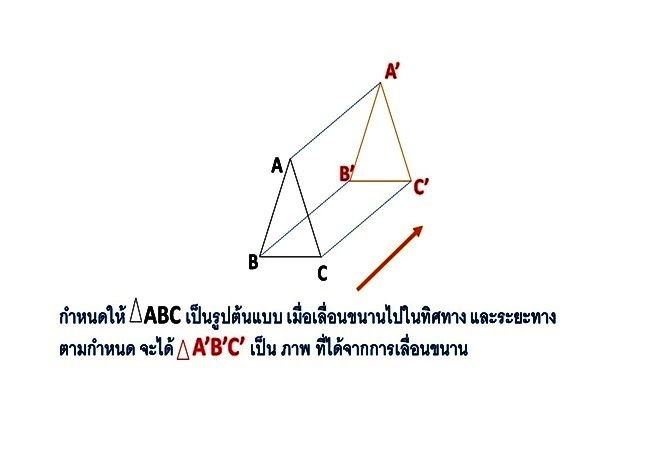 A′
A
B′
C′
B
C
กำหนดให้ △ABC เป็นรูปต้นแบบ เมื่อเลื่อนขนานไปในทิศทาง และระยะทาง
ตามกำหนด จะได้ △A′B′C′ เป็น ภาพ ที่ได้จากการเลื่อนขนาน